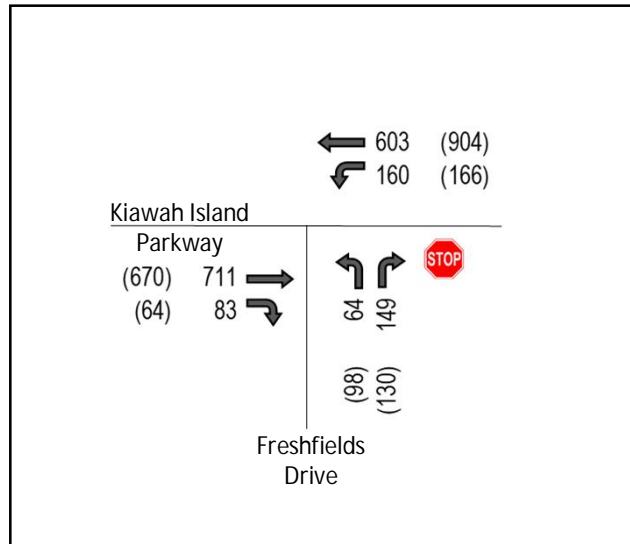 603 (904)
160 (166)
Kiawah Island
Parkway
(670) 711
(64) 83
STOP
64 149
(98) (130)
Freshfields
Drive